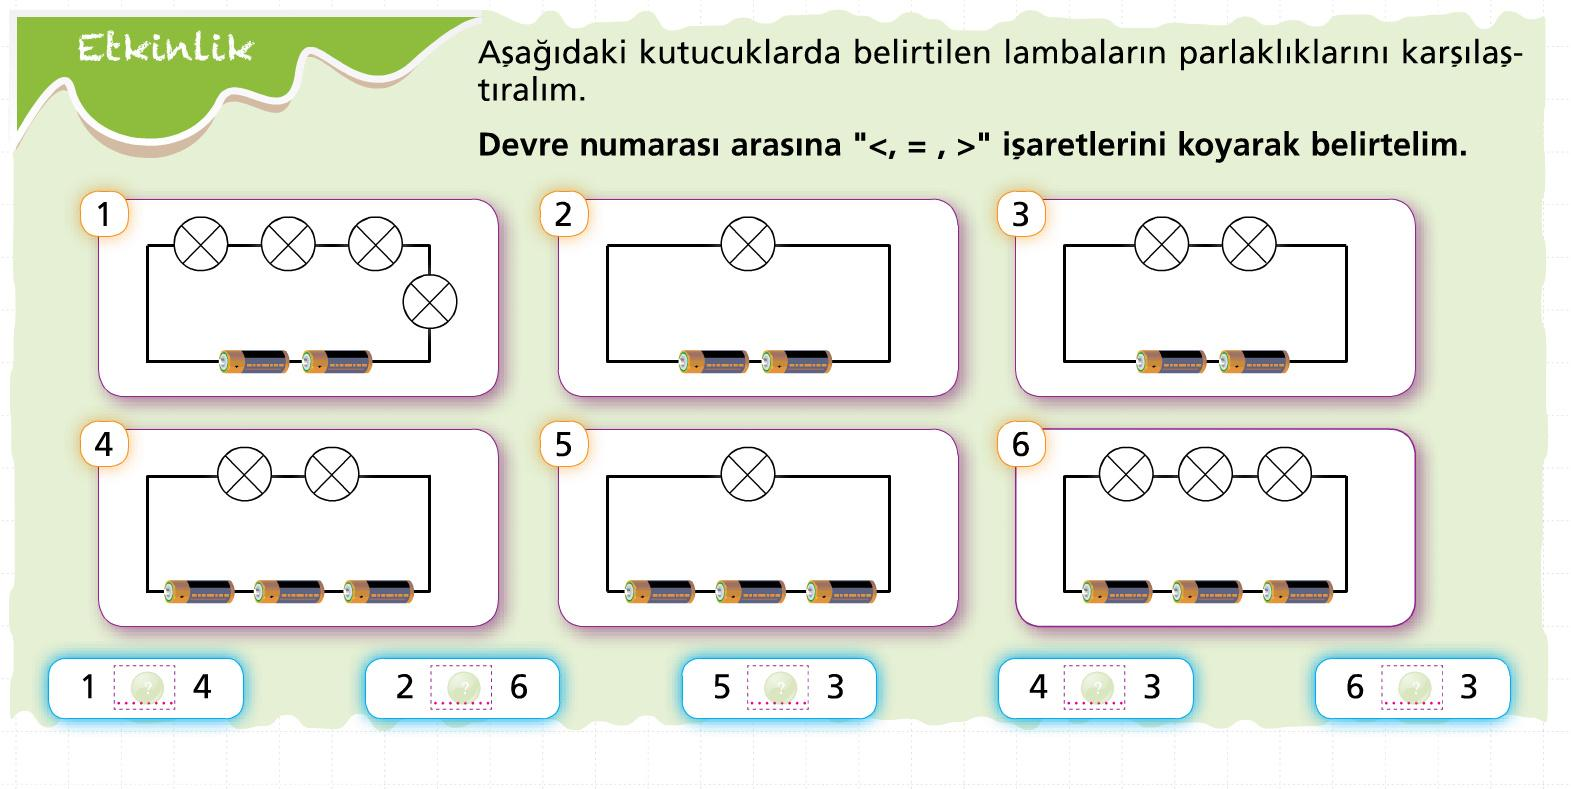 Etkinlik
Aşağıdaki kutucuklarda belirtilen lambaların parlaklıklarını karşılaş-
tıralım.
Devre numarası arasına "<, = , >" işaretlerini koyarak belirtelim.
1
2
3
4
5
6
1 ? 4
2 ? 6
5 ? 3
4 ? 3
6 ? 3